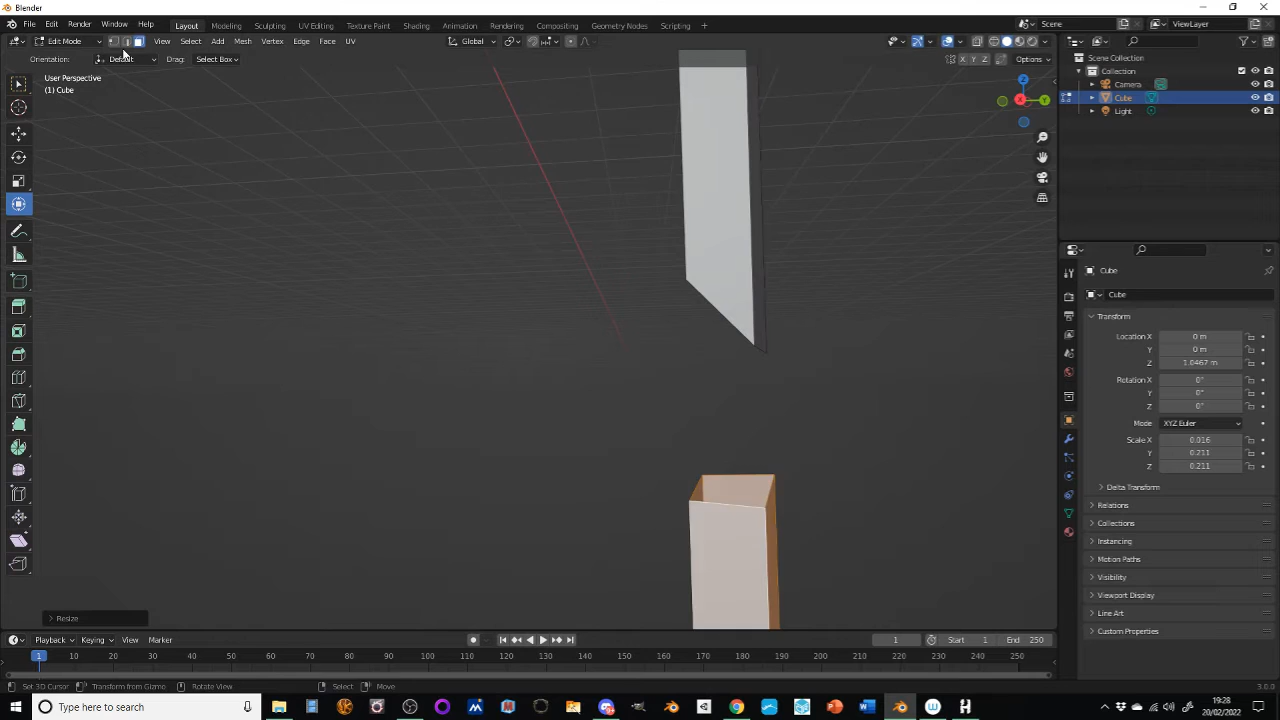 Blender
File Edit Render Window Help Layout Modeling Sculpting UV Editing Texture Paint Shading Animation Rendering Compositing Geometry Nodes Scripting + Scene ViewLayer
Edit Mode View Select Add Mesh Vertex Edge Face UV Global
Orientation: Default Drag: Select Box X Y Z Options
User Perspective
(1) Cube
Z
X Y
Scene Collection
Collection
Camera
Cube
Light
Cube
Cube
Transform
Location X 0 m
Y 0 m
Z 1.0467 m
Rotation X 0°
Y 0°
Z 0°
Mode XYZ Euler
Scale X 0.016
Y 0.211
Z 0.211
Delta Transform
Relations
Collections
Instancing
Motion Paths
Visibility
Viewport Display
Line Art
Custom Properties
Resize
Playback Keying View Marker 1 Start 1 End 250
1 10 20 30 40 50 60 70 80 90 100 110 120 130 140 150 160 170 180 190 200 210 220 230 240 250
Set 3D Cursor Transform from Gizmo Rotate View Select Move 3.0.0
Type here to search
19:28
20/02/2022